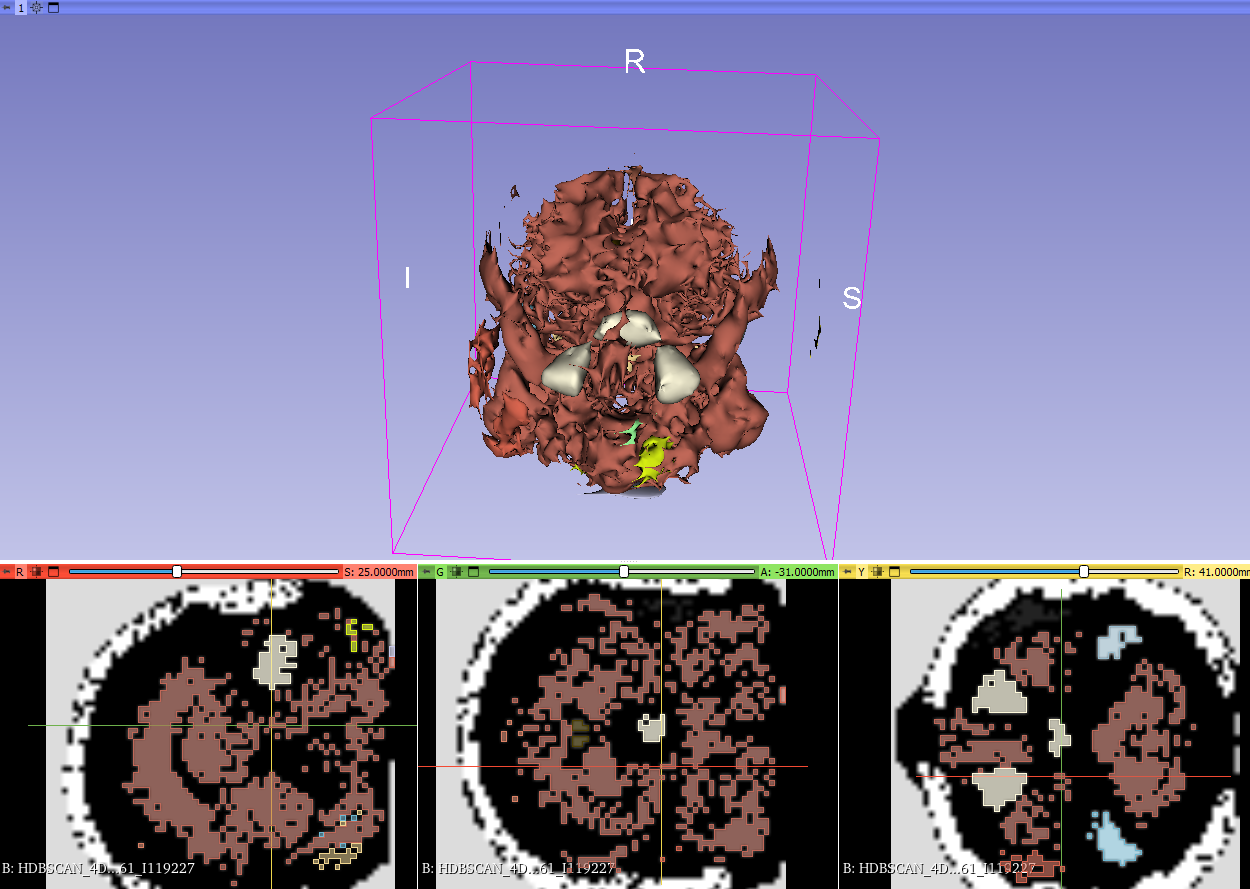 1
R
I
S
R S: 25.0000mm
G A: -31.0000mm
Y R: 41.0000mm
B: HDBSCAN_4D...61_I119227
B: HDBSCAN_4D...61_I119227
B: HDBSCAN_4D...61_I119227